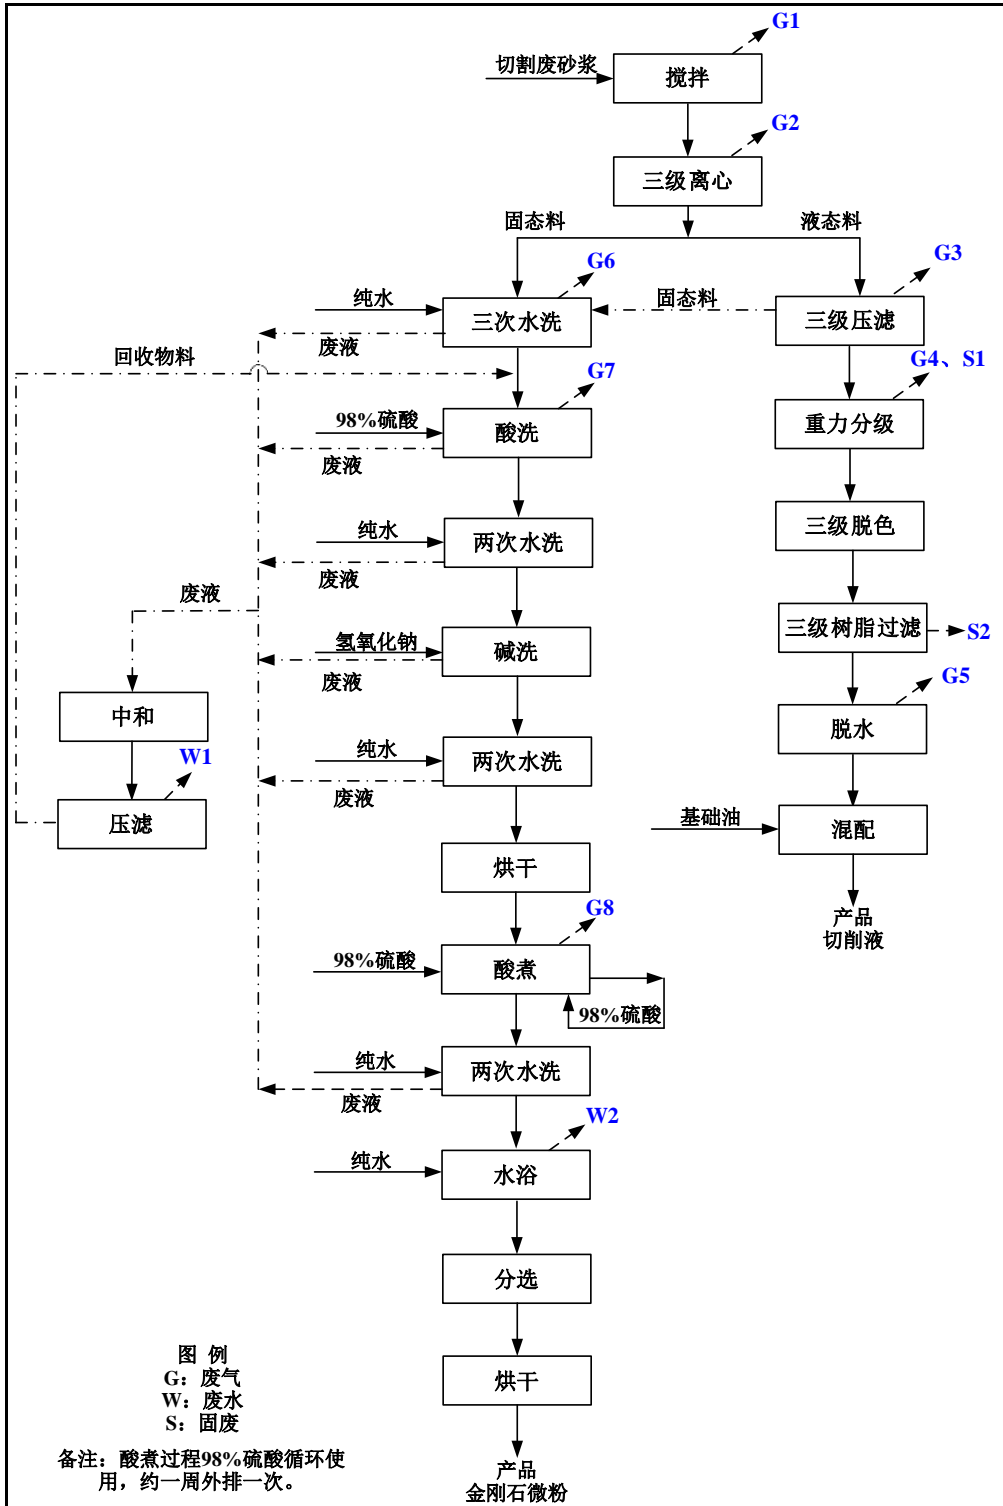 G1
切割废砂浆
搅拌
G2
三级离心
固态料
液态料
G6
G3
纯水
三次水洗
固态料
三级压滤
废液
回收物料
G7
G4、S1
98%硫酸
酸洗
重力分级
废液
纯水
两次水洗
三级脱色
废液
废液
氢氧化钠
碱洗
三级树脂过滤
S2
废液
G5
中和
脱水
W1
纯水
两次水洗
废液
压滤
基础油
混配
烘干
G8
产品
切削液
98%硫酸
酸煮
98%硫酸
纯水
两次水洗
废液
W2
纯水
水浴
分选
图 例
G：废气
W：废水
S：固废
烘干
备注：酸煮过程98%硫酸循环使
用，约一周外排一次。
产品
金刚石微粉